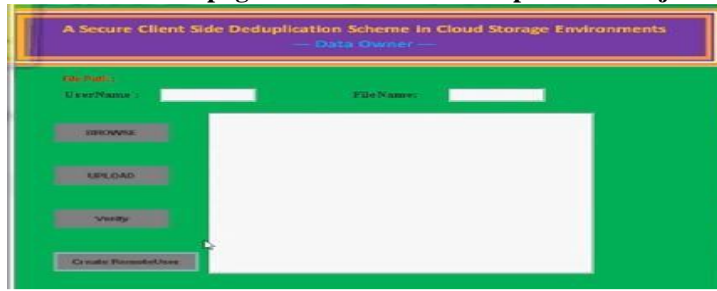 A Secure Client Side Deduplication Scheme In Cloud Storage Environments
--- Data Owner ---
File Path :
UserName : FileName:
BROWSE
UPLOAD
Verify
Create RemoteUser